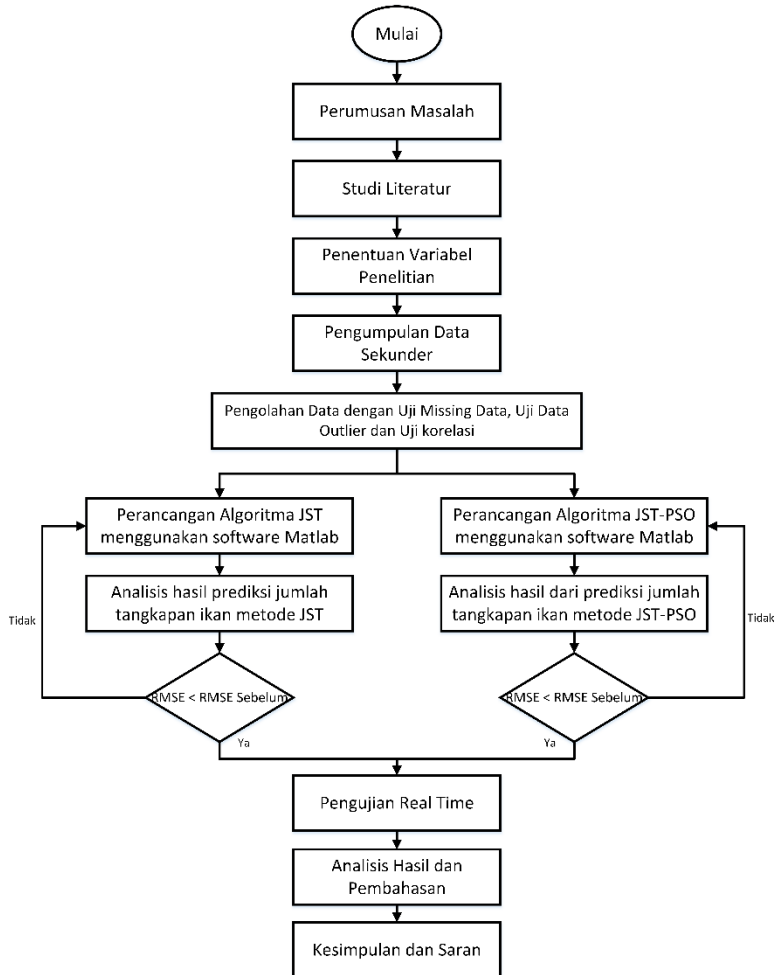 Mulai
Perumusan Masalah
Studi Literatur
Penentuan Variabel
Penelitian
Pengumpulan Data
Sekunder
Pengolahan Data dengan Uji Missing Data, Uji Data
Outlier dan Uji korelasi
Perancangan Algoritma JST
menggunakan software Matlab
Perancangan Algoritma JST-PSO
menggunakan software Matlab
Analisis hasil prediksi jumlah
tangkapan ikan metode JST
Analisis hasil dari prediksi jumlah
tangkapan ikan metode JST-PSO
Tidak
Tidak
RMSE < RMSE Sebelum
RMSE < RMSE Sebelum
Ya
Ya
Pengujian Real Time
Analisis Hasil dan
Pembahasan
Kesimpulan dan Saran